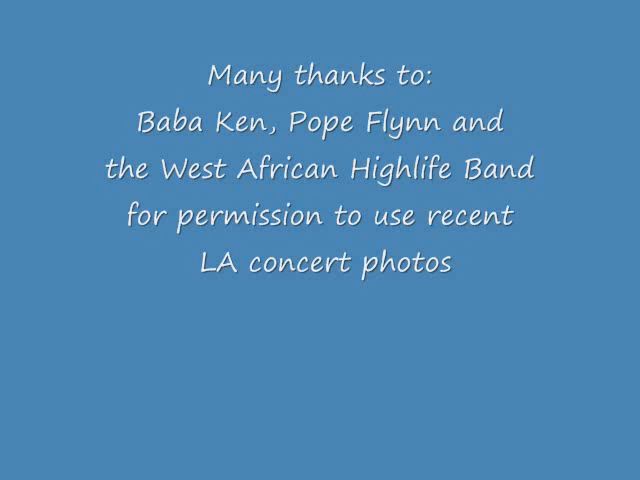 Many thanks to:
Baba Ken, Pope Flynn and
the West African Highlife Band
for permission to use recent
LA concert photos